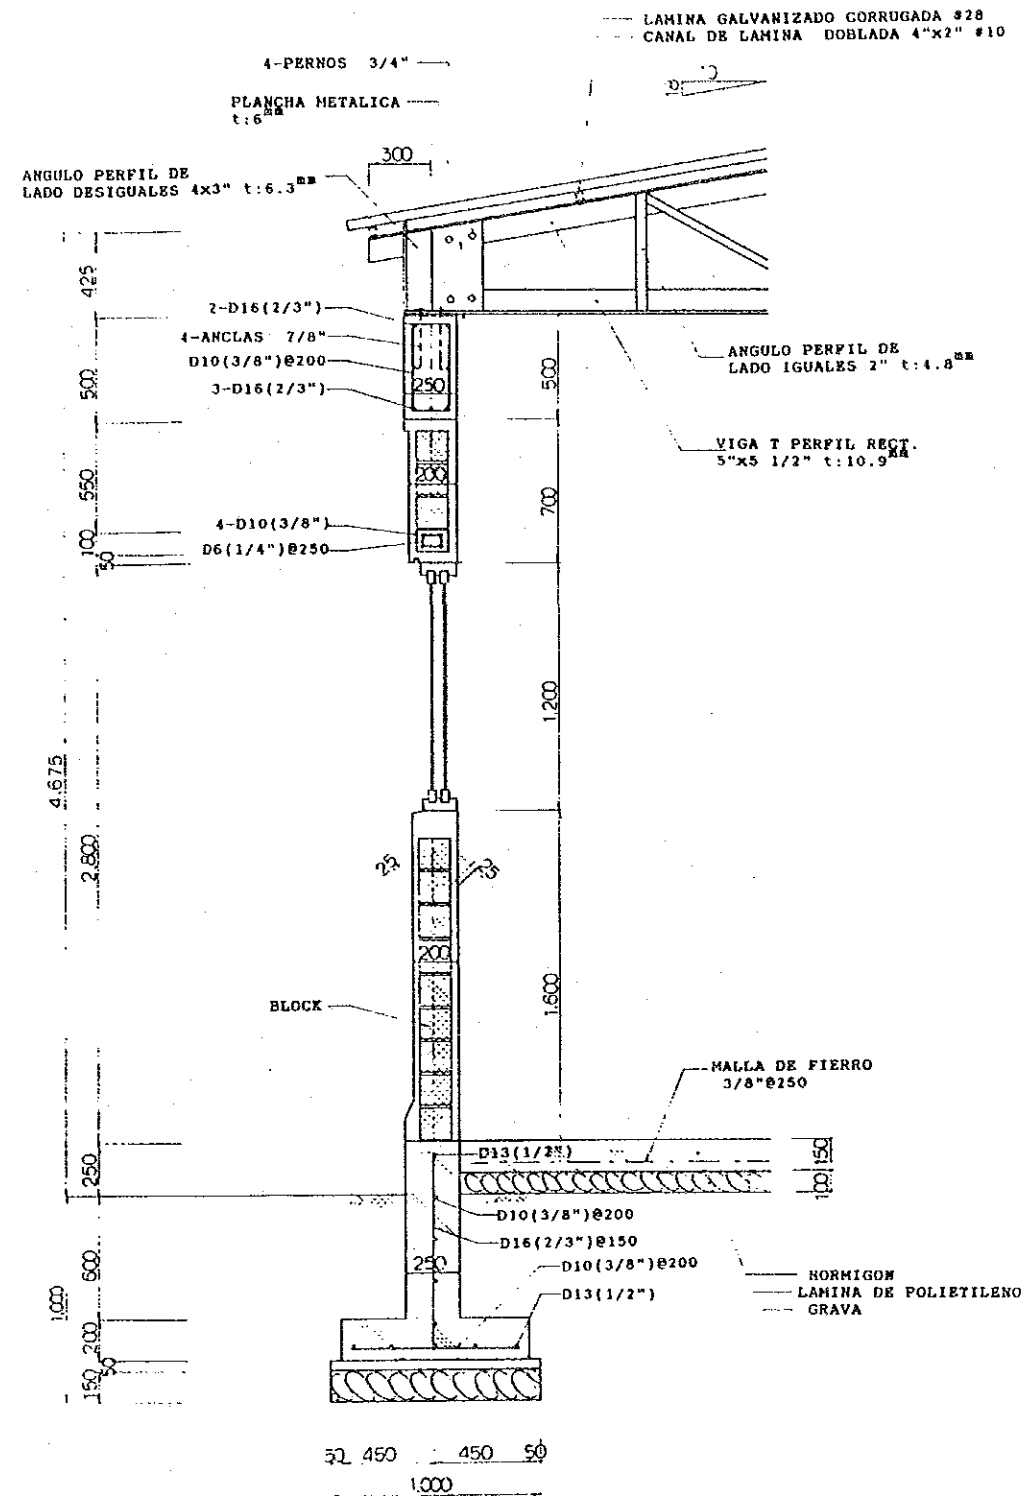 LAMINA GALVANIZADO CORRUGADA #28
CANAL DE LAMINA DOBLADA 4"x2" #10
4-PERNOS 3/4"
10
PLANCHA METALICA
t:6mm
300
ANGULO PERFIL DE
LADO DESIGUALES 4x3" t:6.3mm
425
2-D16(2/3")
4-ANCLAS 7/8"
D10(3/8")@200
3-D16(2/3")
250
500
500
ANGULO PERFIL DE
LADO IGUALES 2" t:4.8mm
VIGA T PERFIL RECT.
5"x5 1/2" t:10.9mm
550
200
700
4-D10(3/8")
D6(1/4")@250
100
50
1.200
4.675
2.800
25
25
200
1.600
BLOCK
MALLA DE FIERRO
3/8"@250
D13(1/2")
250
150
100
D10(3/8")@200
D16(2/3")@150
250
D10(3/8")@200
D13(1/2")
HORMIGON
LAMINA DE POLIETILENO
GRAVA
600
1.000
200
50
150
50 450 450 50
1.000